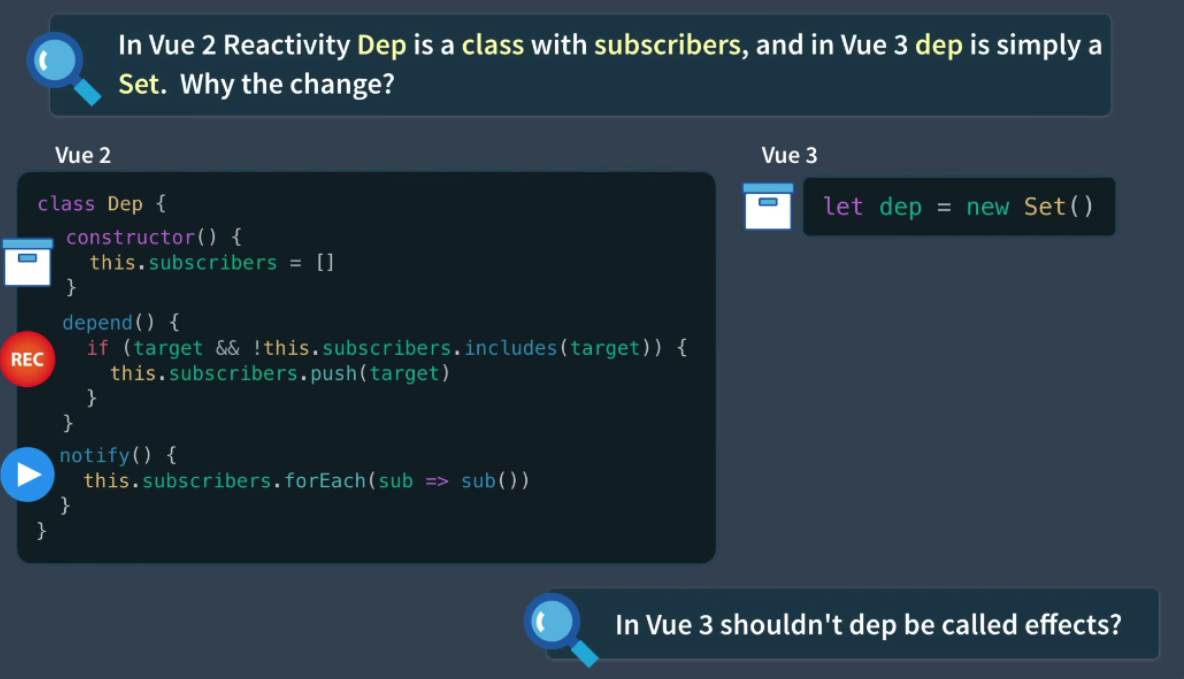 In Vue 2 Reactivity Dep is a class with subscribers, and in Vue 3 dep is simply a
Set. Why the change?
Vue 2
class Dep {
constructor() {
this.subscribers = []
}
depend() {
if (target && !this.subscribers.includes(target)) {
this.subscribers.push(target)
}
}
notify() {
this.subscribers.forEach(sub => sub())
}
}
REC
Vue 3
let dep = new Set()
In Vue 3 shouldn't dep be called effects?